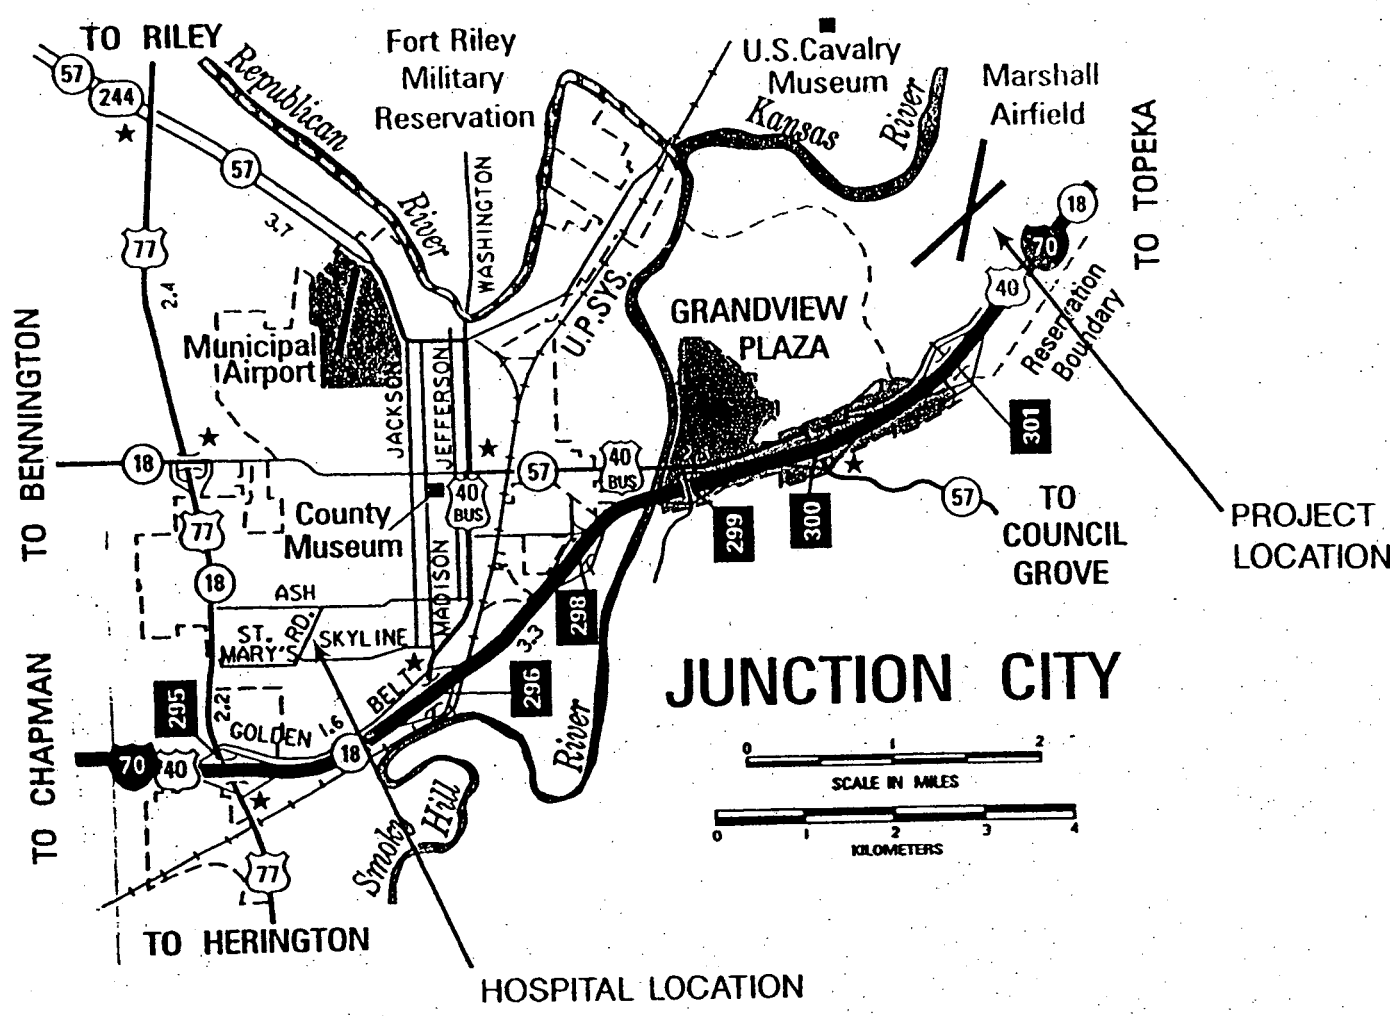 TO RILEY
57
244
Republican
River
Fort Riley
Military
Reservation
U.S.Cavalry
Museum
Kansas
River
Marshall
Airfield
TO TOPEKA
57
3.7
77
2.4
WASHINGTON
U.P.SYS.
18
70
40
Reservation
Boundary
GRANDVIEW
PLAZA
Municipal
Airport
JACKSON
JEFFERSON
TO BENNINGTON
18
57
40
BUS
301
40
BUS
County
Museum
77
18
MADISON
299
300
57
TO
COUNCIL
GROVE
PROJECT
LOCATION
ASH
ST.
MARY'S
RD.
SKYLINE
298
3.3
296
JUNCTION CITY
TO CHAPMAN
295
2.21
GOLDEN
1.6
BELT
18
70
40
River
Smoky
Hill
0 1 2
SCALE IN MILES
0 1 2 3 4
KILOMETERS
77
TO HERINGTON
HOSPITAL LOCATION